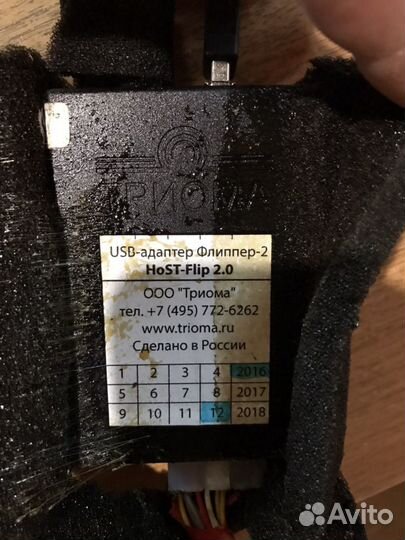 ТРИОМА
USB-адаптер Флиппер-2
HoST-Flip 2.0
ООО "Триома"
тел. +7 (495) 772-6262
www.trioma.ru
Сделано в России
1 2 3 4 2016
5 6 7 8 2017
9 10 11 12 2018
Avito